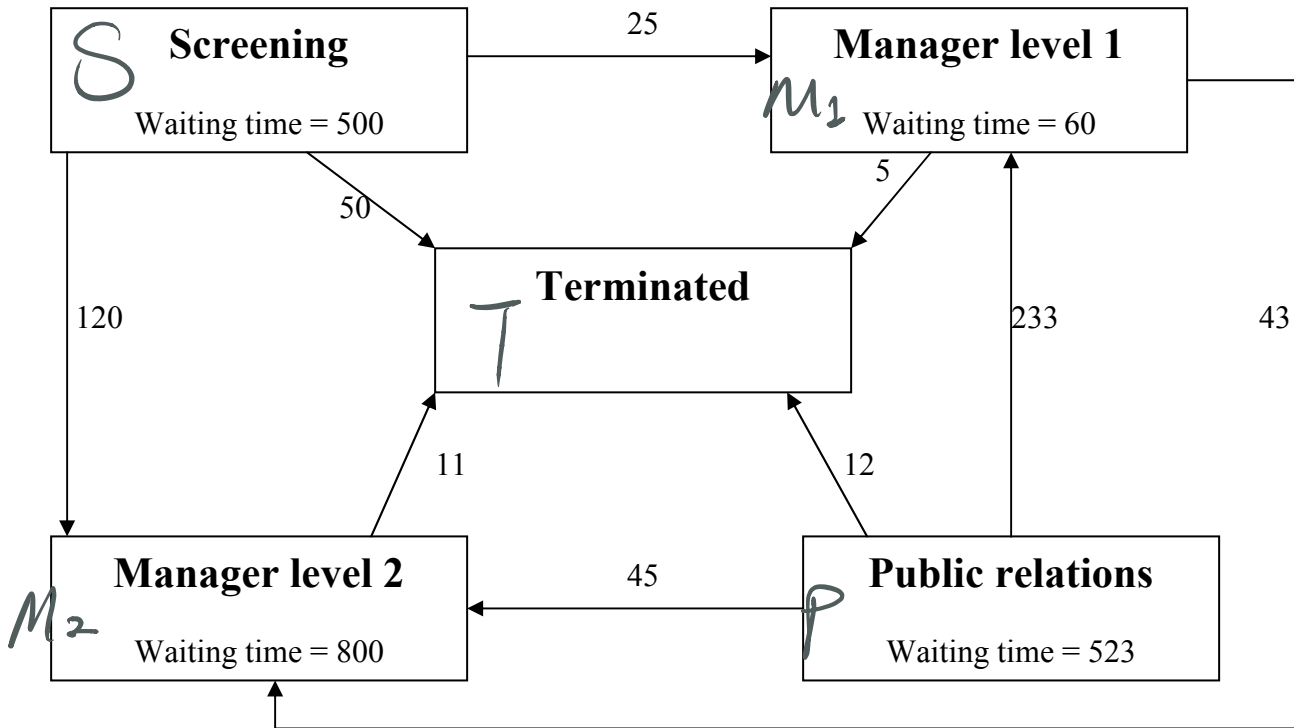 S
Screening
Waiting time = 500
25
Manager level 1
M1
Waiting time = 60
50
5
Terminated
T
120
233
43
11
12
Manager level 2
M2
Waiting time = 800
45
Public relations
P
Waiting time = 523